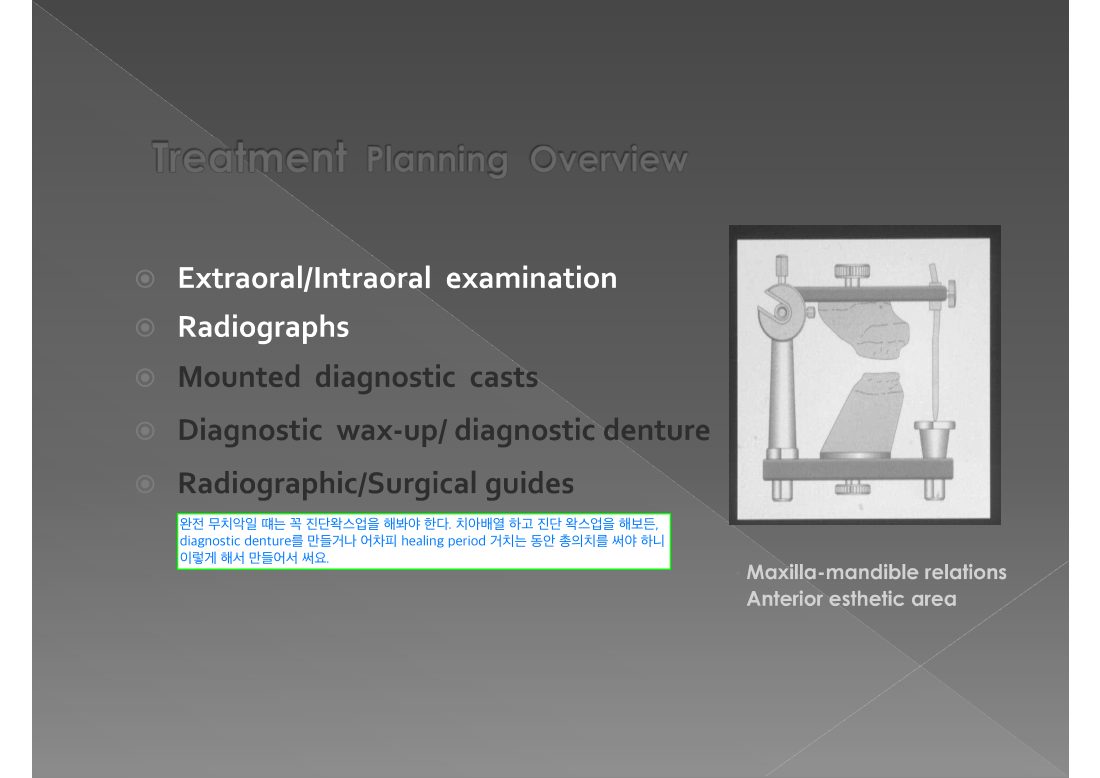 Treatment Planning Overview
Extraoral/Intraoral examination
Radiographs
Mounted diagnostic casts
Diagnostic wax-up/ diagnostic denture
Radiographic/Surgical guides
완전 무치악일 떄는 꼭 진단왁스업을 해봐야 한다. 치아배열 하고 진단 왁스업을 해보든,
diagnostic denture를 만들거나 어차피 healing period 거치는 동안 총의치를 써야 하니
이렇게 해서 만들어서 써요.
Maxilla-mandible relations
Anterior esthetic area